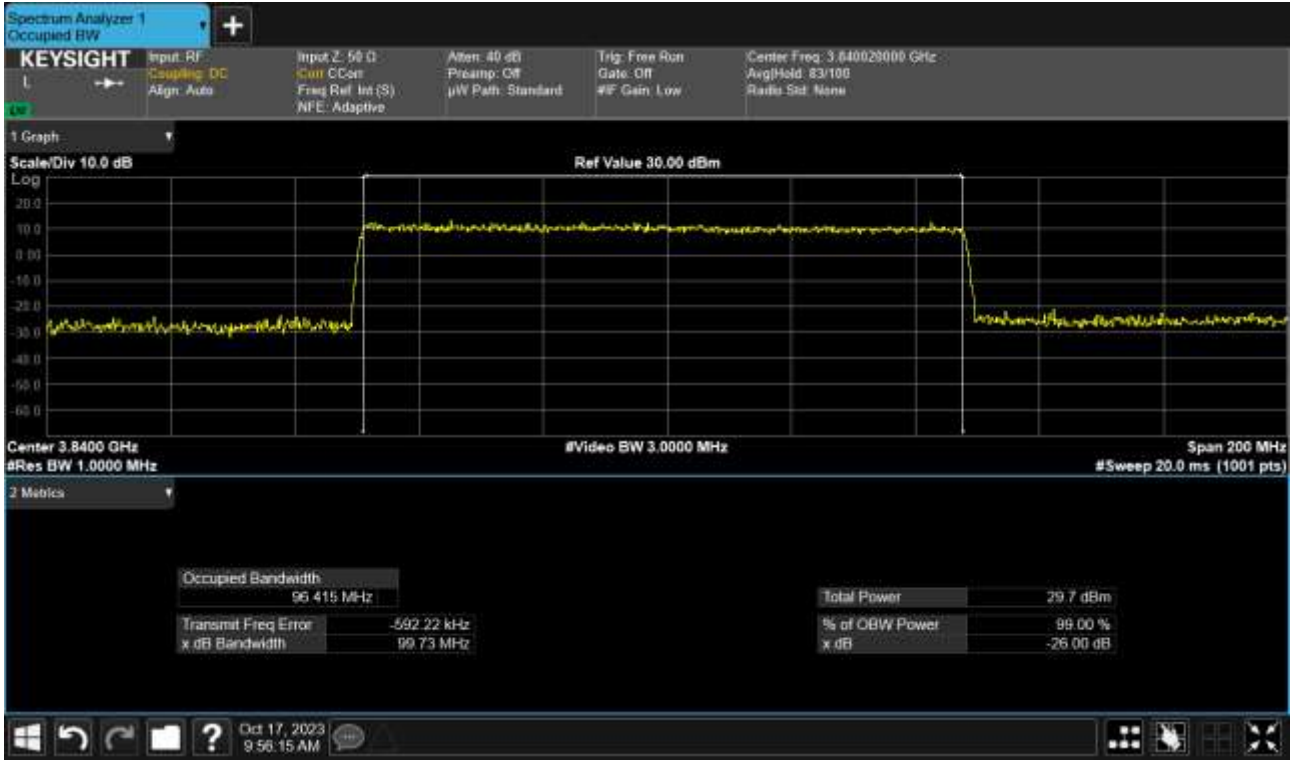 Spectrum Analyzer 1
Occupied BW
+
KEYSIGHT
L
Input: RF
Coupling: DC
Align: Auto
Input Z: 50 Ω
Corr CCorr
Freq Ref: Int (S)
NFE: Adaptive
Atten: 40 dB
Preamp: Off
µW Path: Standard
Trig: Free Run
Gate: Off
#IF Gain: Low
Center Freq: 3.840020000 GHz
Avg|Hold: 83/100
Radio Std: None
1 Graph
Scale/Div 10.0 dB
Ref Value 30.00 dBm
Log
20.0
10.0
0.00
-10.0
-20.0
-30.0
-40.0
-50.0
-60.0
Center 3.8400 GHz
#Video BW 3.0000 MHz
Span 200 MHz
#Res BW 1.0000 MHz
#Sweep 20.0 ms (1001 pts)
2 Metrics
Occupied Bandwidth
96.415 MHz
Total Power 29.7 dBm
Transmit Freq Error -592.22 kHz
% of OBW Power 99.00 %
x dB Bandwidth 99.73 MHz
x dB -26.00 dB
?
Oct 17, 2023
9:56:15 AM